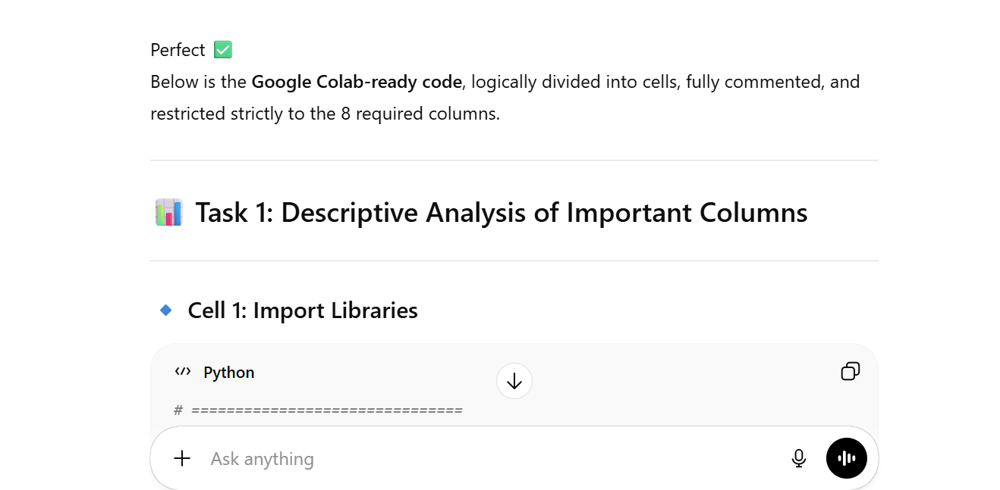 Perfect ✅
Below is the Google Colab-ready code, logically divided into cells, fully commented, and
restricted strictly to the 8 required columns.
📊 Task 1: Descriptive Analysis of Important Columns
🔹 Cell 1: Import Libraries
</> Python
# ===============================
+ Ask anything